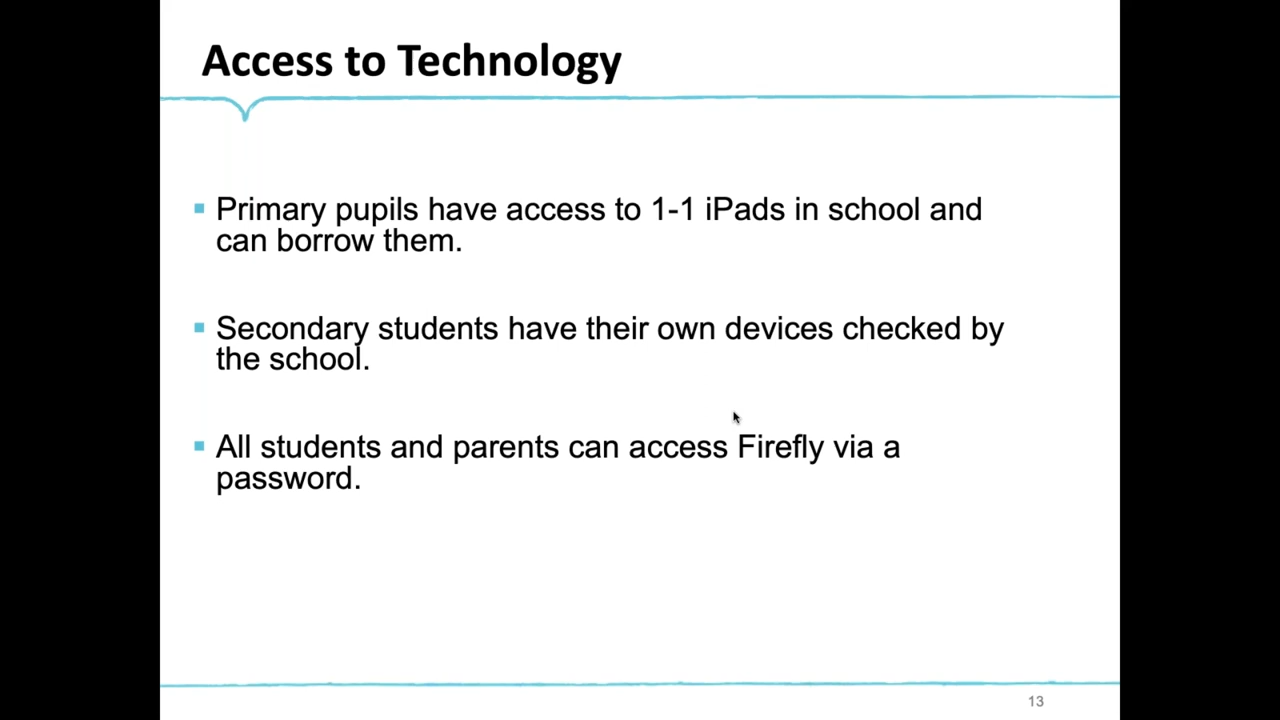 Access to Technology
Primary pupils have access to 1-1 iPads in school and
can borrow them.
Secondary students have their own devices checked by
the school.
All students and parents can access Firefly via a
password.
13